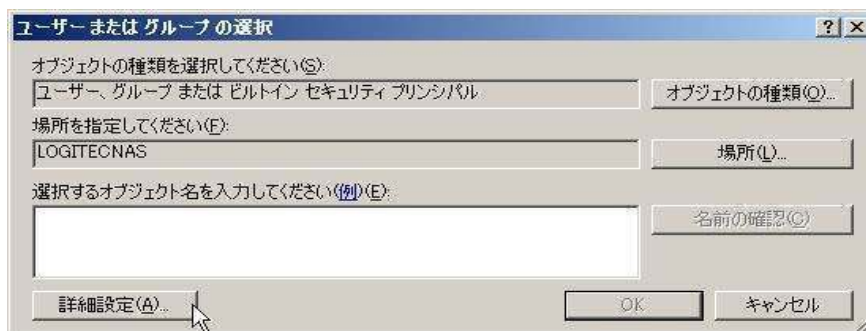 ユーザー または グループ の選択
オブジェクトの種類を選択してください(S):
ユーザー、グループ または ビルトイン セキュリティ プリンシパル
オブジェクトの種類(O)...
場所を指定してください(F):
LOGITECNAS
場所(L)...
選択するオブジェクト名を入力してください(例)(E):
名前の確認(C)
詳細設定(A)...
OK
キャンセル